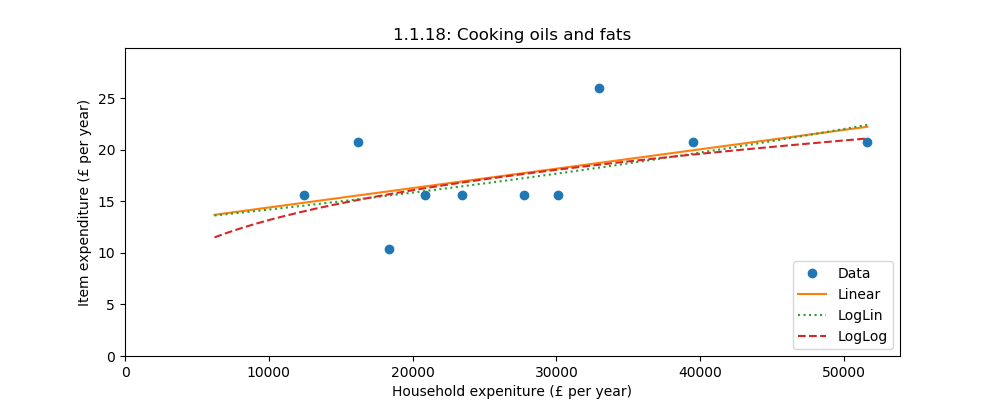 1.1.18: Cooking oils and fats
Item expenditure (£ per year)
25
20
15
10
5
0
0 10000 20000 30000 40000 50000
Household expeniture (£ per year)
Data
Linear
LogLin
LogLog